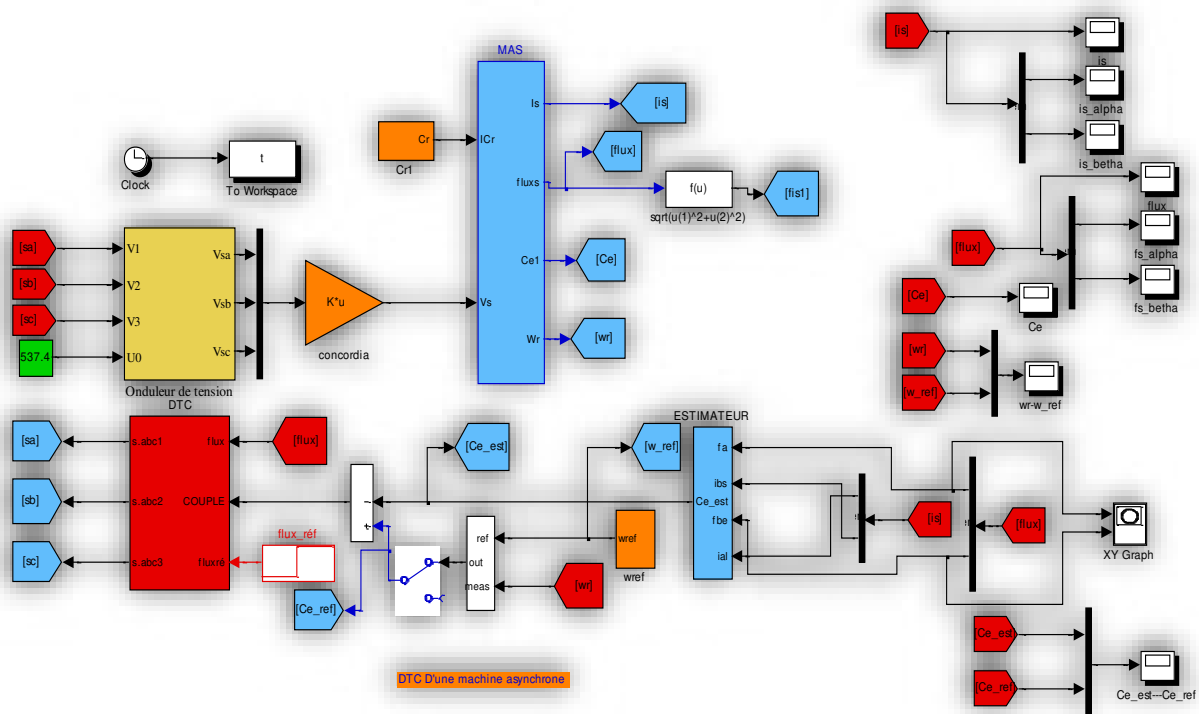 MAS
[is]
is
is_alpha
is_betha
Is
[is]
Cr
Cr1
ICr
[flux]
fluxs
f(u)
sqrt(u(1)^2+u(2)^2)
[fis1]
Clock
t
To Workspace
flux
[flux]
fs_alpha
fs_betha
[sa]
V1
Vsa
[sb]
V2
Vsb
[sc]
V3
Vsc
537.4
U0
Onduleur de tension
K*u
concordia
Vs
Ce1
[Ce]
Wr
[wr]
[Ce]
Ce
[wr]
[w_ref]
wr-w_ref
DTC
[sa]
s.abc1
flux
[flux]
[sb]
s.abc2
COUPLE
[sc]
s.abc3
fluxré
flux_réf
[Ce_est]
[w_ref]
ESTIMATEUR
fa
ibs
Ce_est
fbe
ial
[is]
[flux]
XY Graph
−
+
ref
out
meas
wref
wref
[wr]
[Ce_ref]
[Ce_est]
[Ce_ref]
Ce_est---Ce_ref
DTC D'une machine asynchrone